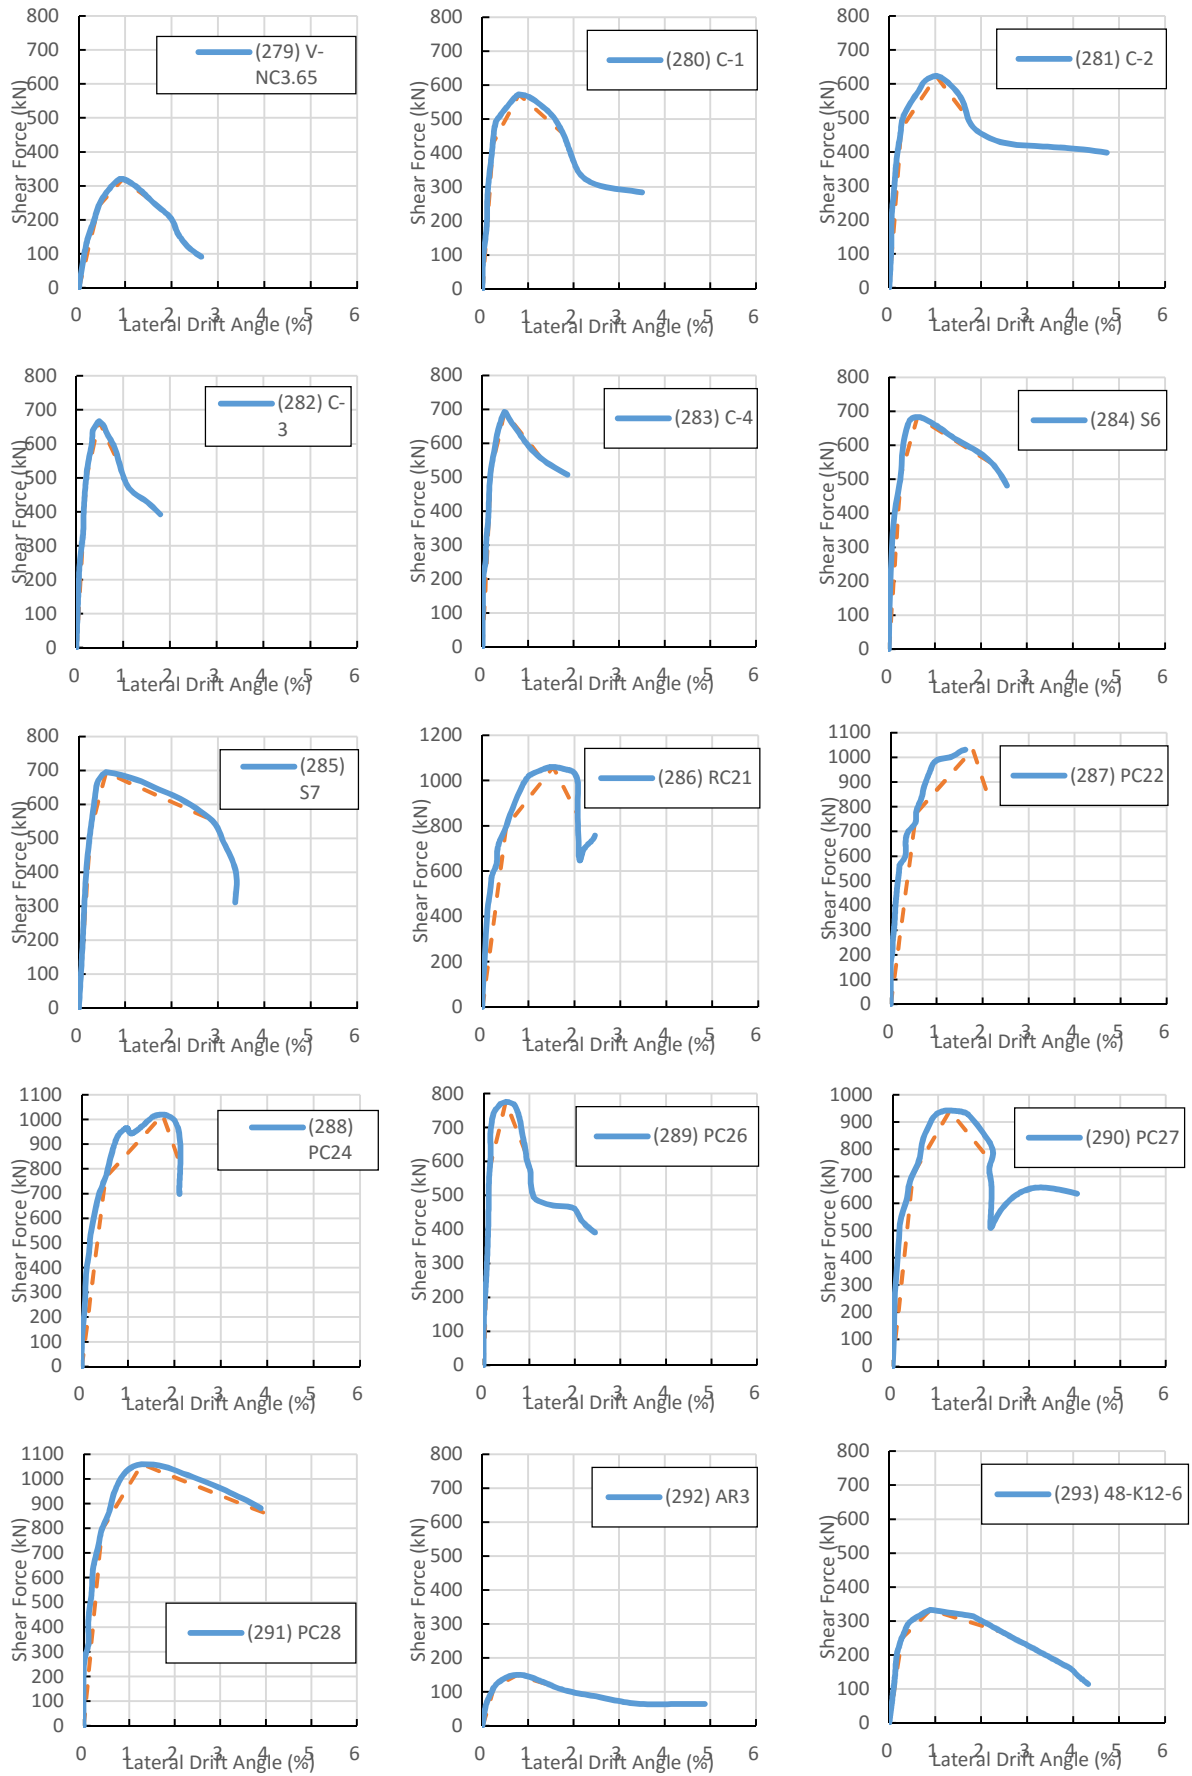 800
700
600
500
400
300
200
100
0
0 1 2 3 4 5 6
Shear Force (kN)
Lateral Drift Angle (%)
(279) V-
NC3.65
800
700
600
500
400
300
200
100
0
0 1 2 3 4 5 6
Shear Force (kN)
Lateral Drift Angle (%)
(280) C-1
800
700
600
500
400
300
200
100
0
0 1 2 3 4 5 6
Shear Force (kN)
Lateral Drift Angle (%)
(281) C-2
800
700
600
500
400
300
200
100
0
0 1 2 3 4 5 6
Shear Force (kN)
Lateral Drift Angle (%)
(282) C-
3
800
700
600
500
400
300
200
100
0
0 1 2 3 4 5 6
Shear Force (kN)
Lateral Drift Angle (%)
(283) C-4
800
700
600
500
400
300
200
100
0
0 1 2 3 4 5 6
Shear Force (kN)
Lateral Drift Angle (%)
(284) S6
800
700
600
500
400
300
200
100
0
0 1 2 3 4 5 6
Shear Force (kN)
Lateral Drift Angle (%)
(285)
S7
1200
1000
800
600
400
200
0
0 1 2 3 4 5 6
Shear Force (kN)
Lateral Drift Angle (%)
(286) RC21
1100
1000
900
800
700
600
500
400
300
200
100
0
0 1 2 3 4 5 6
Shear Force (kN)
Lateral Drift Angle (%)
(287) PC22
1100
1000
900
800
700
600
500
400
300
200
100
0
0 1 2 3 4 5 6
Shear Force (kN)
Lateral Drift Angle (%)
(288)
PC24
800
700
600
500
400
300
200
100
0
0 1 2 3 4 5 6
Shear Force (kN)
Lateral Drift Angle (%)
(289) PC26
1000
900
800
700
600
500
400
300
200
100
0
0 1 2 3 4 5 6
Shear Force (kN)
Lateral Drift Angle (%)
(290) PC27
1100
1000
900
800
700
600
500
400
300
200
100
0
0 1 2 3 4 5 6
Shear Force (kN)
Lateral Drift Angle (%)
(291) PC28
800
700
600
500
400
300
200
100
0
0 1 2 3 4 5 6
Shear Force (kN)
Lateral Drift Angle (%)
(292) AR3
800
700
600
500
400
300
200
100
0
0 1 2 3 4 5 6
Shear Force (kN)
Lateral Drift Angle (%)
(293) 48-K12-6